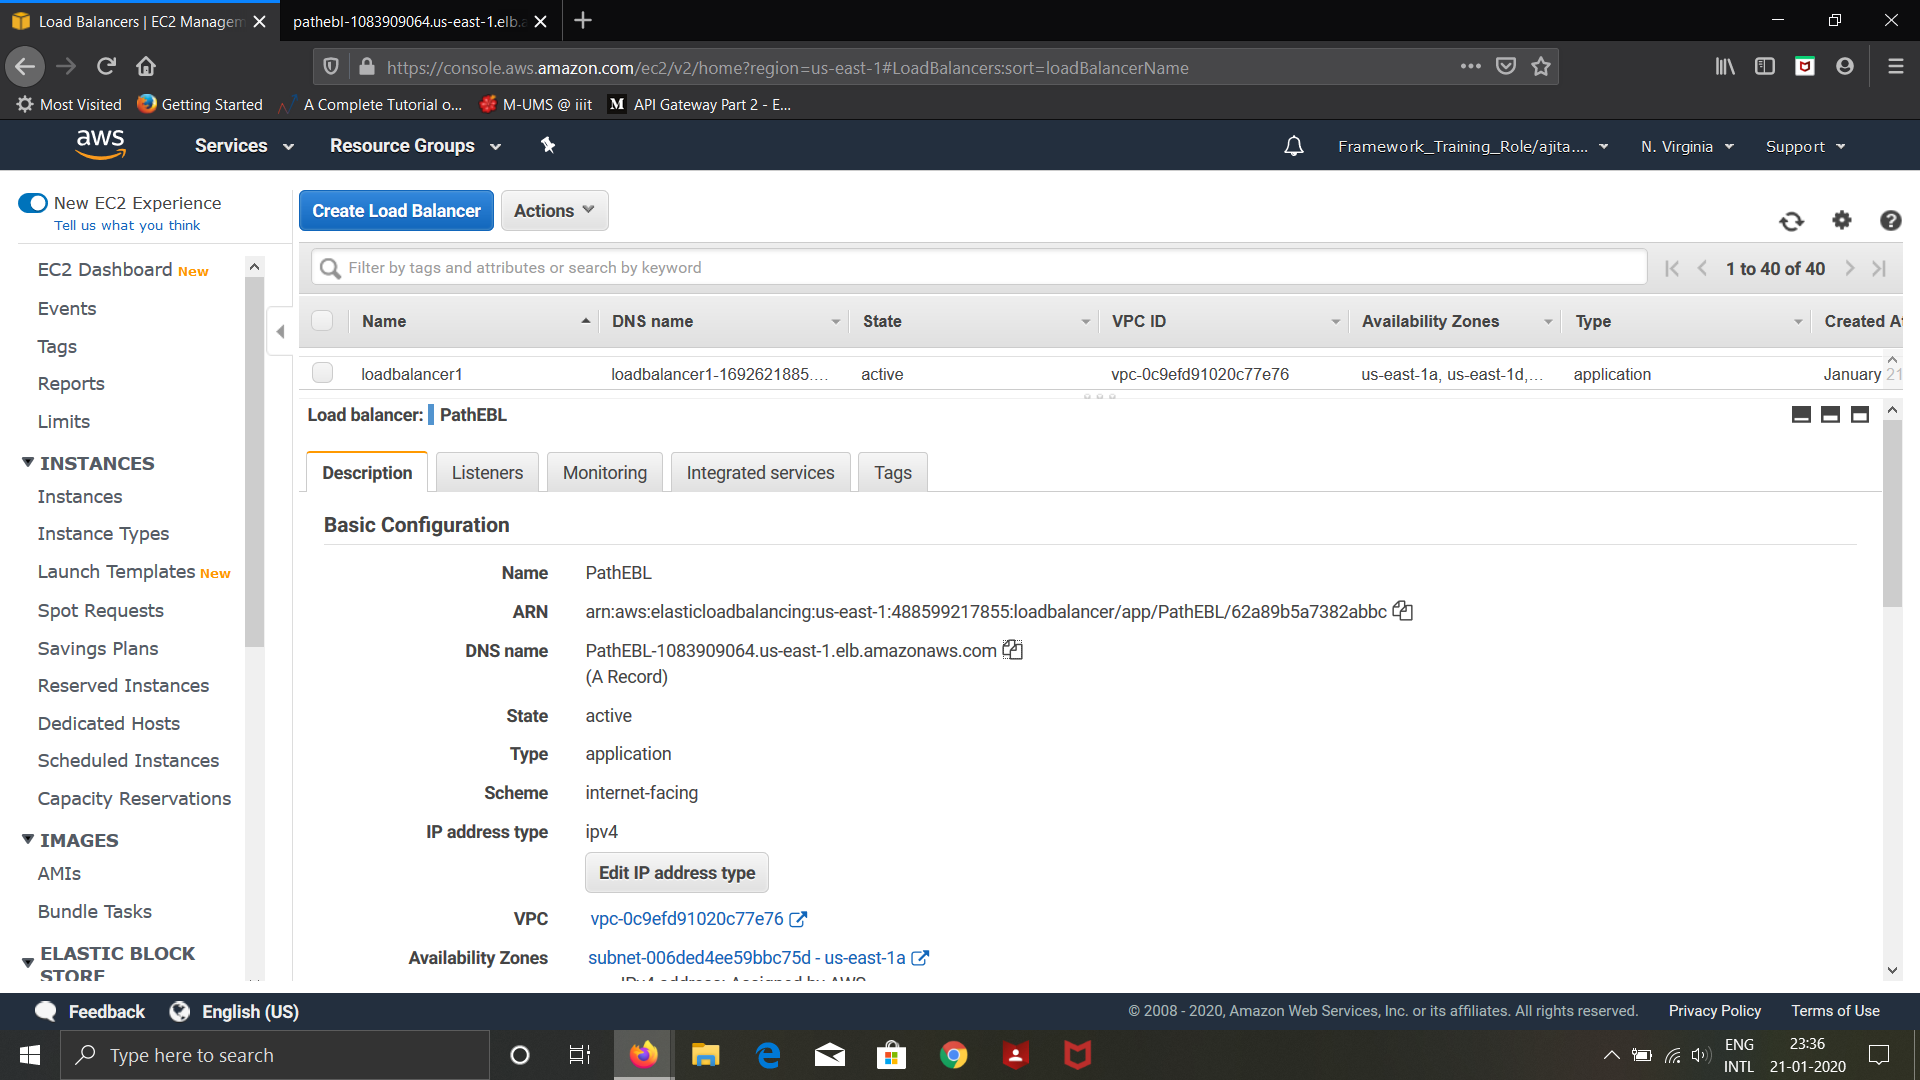 Load Balancers | EC2 Managem
pathebl-1083909064.us-east-1.elb.a
https://console.aws.amazon.com/ec2/v2/home?region=us-east-1#LoadBalancers:sort=loadBalancerName
Most Visited Getting Started A Complete Tutorial o... M-UMS @ iiit M API Gateway Part 2 - E...
aws Services Resource Groups Framework_Training_Role/ajita.... N. Virginia Support
New EC2 Experience
Tell us what you think
EC2 Dashboard New
Events
Tags
Reports
Limits
INSTANCES
Instances
Instance Types
Launch Templates New
Spot Requests
Savings Plans
Reserved Instances
Dedicated Hosts
Scheduled Instances
Capacity Reservations
IMAGES
AMIs
Bundle Tasks
ELASTIC BLOCK
STORE
Create Load Balancer Actions
Filter by tags and attributes or search by keyword 1 to 40 of 40
Name DNS name State VPC ID Availability Zones Type Created At
loadbalancer1 loadbalancer1-1692621885.... active vpc-0c9efd91020c77e76 us-east-1a, us-east-1d,... application January 21
Load balancer: PathEBL
Description Listeners Monitoring Integrated services Tags
Basic Configuration
Name PathEBL
ARN arn:aws:elasticloadbalancing:us-east-1:488599217855:loadbalancer/app/PathEBL/62a89b5a7382abbc
DNS name PathEBL-1083909064.us-east-1.elb.amazonaws.com
(A Record)
State active
Type application
Scheme internet-facing
IP address type ipv4
Edit IP address type
VPC vpc-0c9efd91020c77e76
Availability Zones subnet-006ded4ee59bbc75d - us-east-1a
IPv4 address: Assigned by AWS
Feedback English (US) © 2008 - 2020, Amazon Web Services, Inc. or its affiliates. All rights reserved. Privacy Policy Terms of Use
Type here to search
ENG
INTL
23:36
21-01-2020